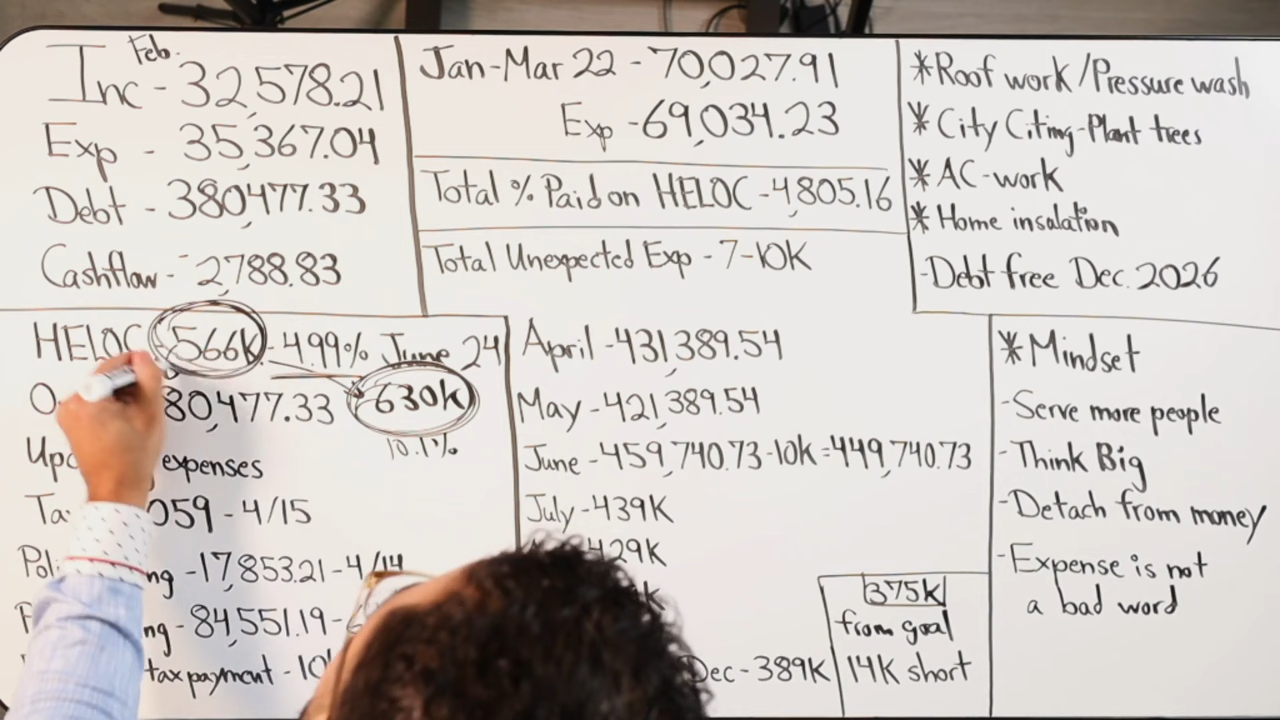 Feb.
Inc - 32,578.21
Exp - 35,367.04
Debt - 380,477.33
Cashflow - -2,788.83
Jan-Mar 22 - 70,027.91
Exp - 69,034.23
Total % Paid on HELOC - 4,805.16
Total Unexpected Exp - 7-10K
*Roof work/Pressure wash
*City Citing-Plant trees
*AC-work
*Home insalation
-Debt free Dec. 2026
HELOC 566K - 4.99% June 24
80,477.33 630K
10.1%
expenses
059 - 4/15
ng - 17,853.21 - 4/14
ng - 84,551.19 -
tax payment - 10
April - 431,389.54
May - 421,389.54
June - 459,740.73 - 10K = 449,740.73
July - 439K
429K
Dec - 389K
375K
from goal
14K short
*Mindset
-Serve more people
-Think Big
-Detach from money
-Expense is not
a bad word